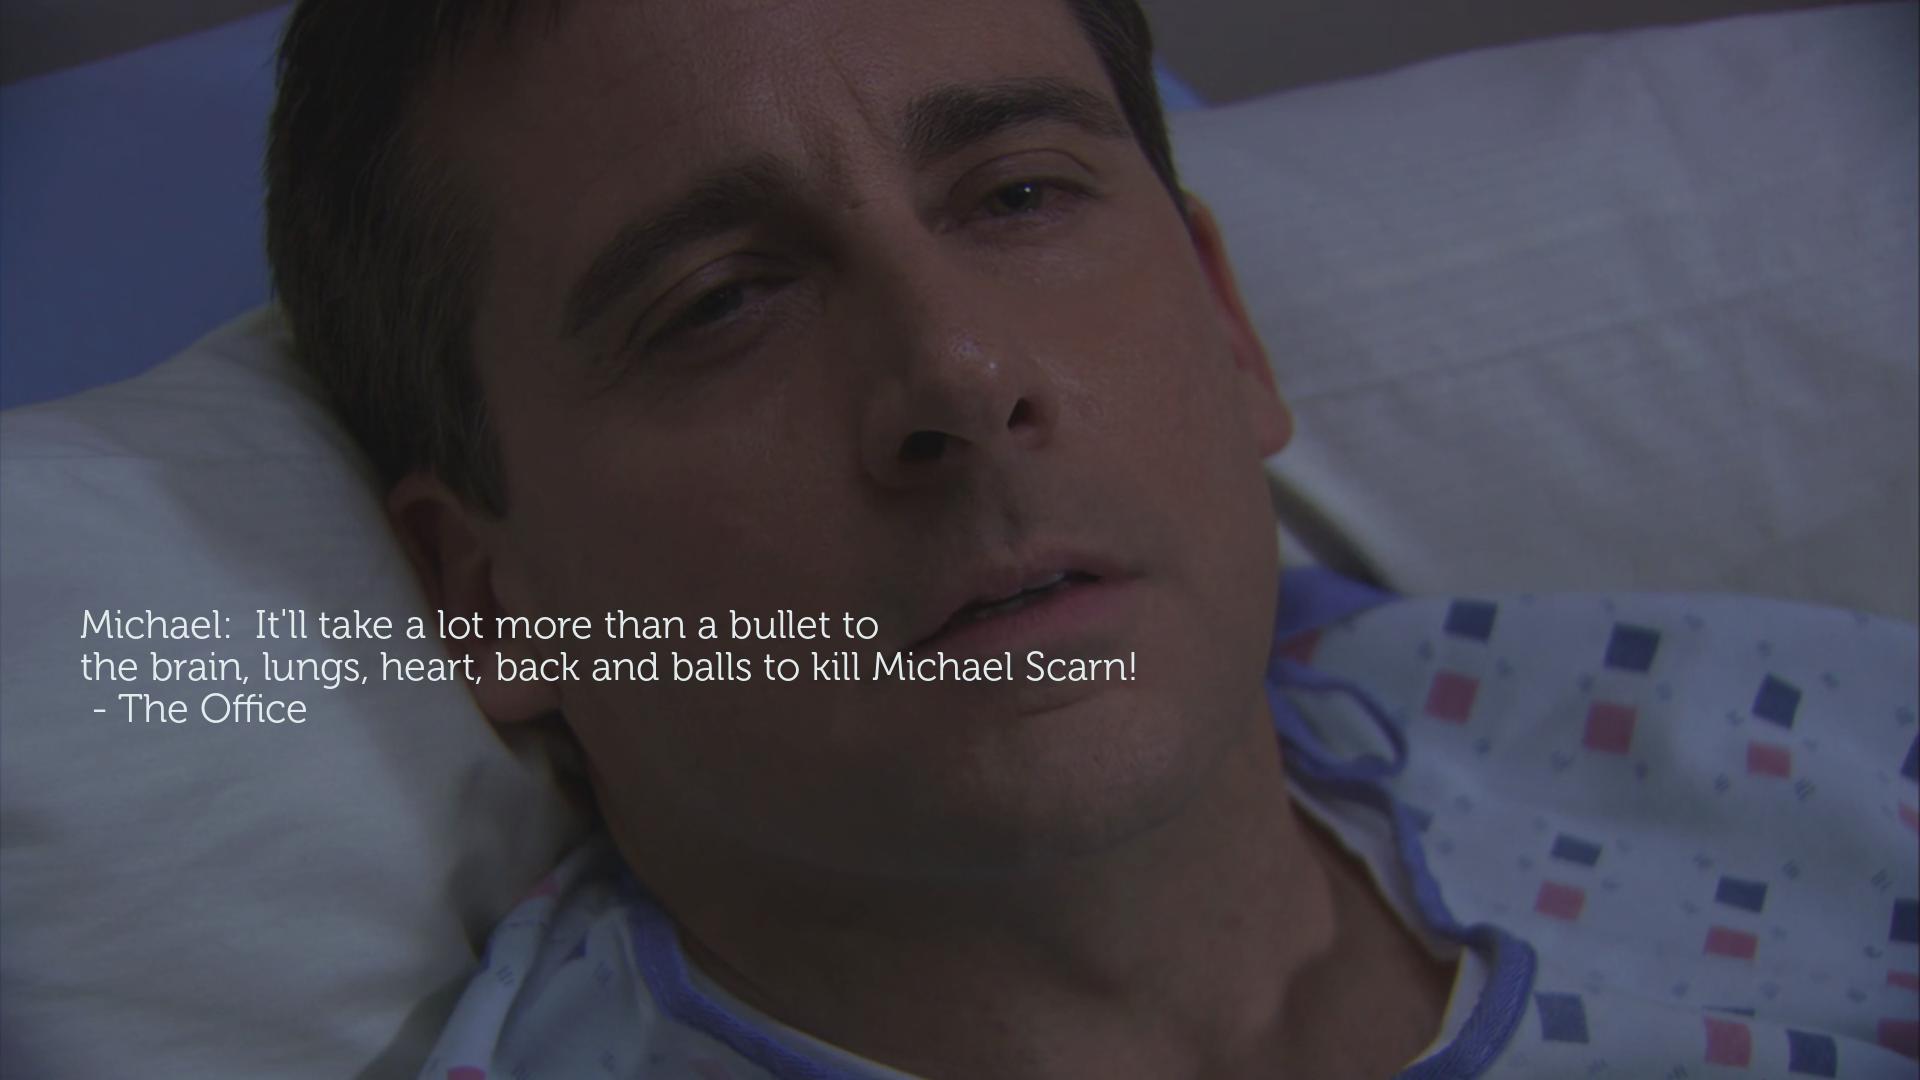 Michael:  It'll take a lot more than a bullet to
the brain, lungs, heart, back and balls to kill Michael Scarn!
- The Office